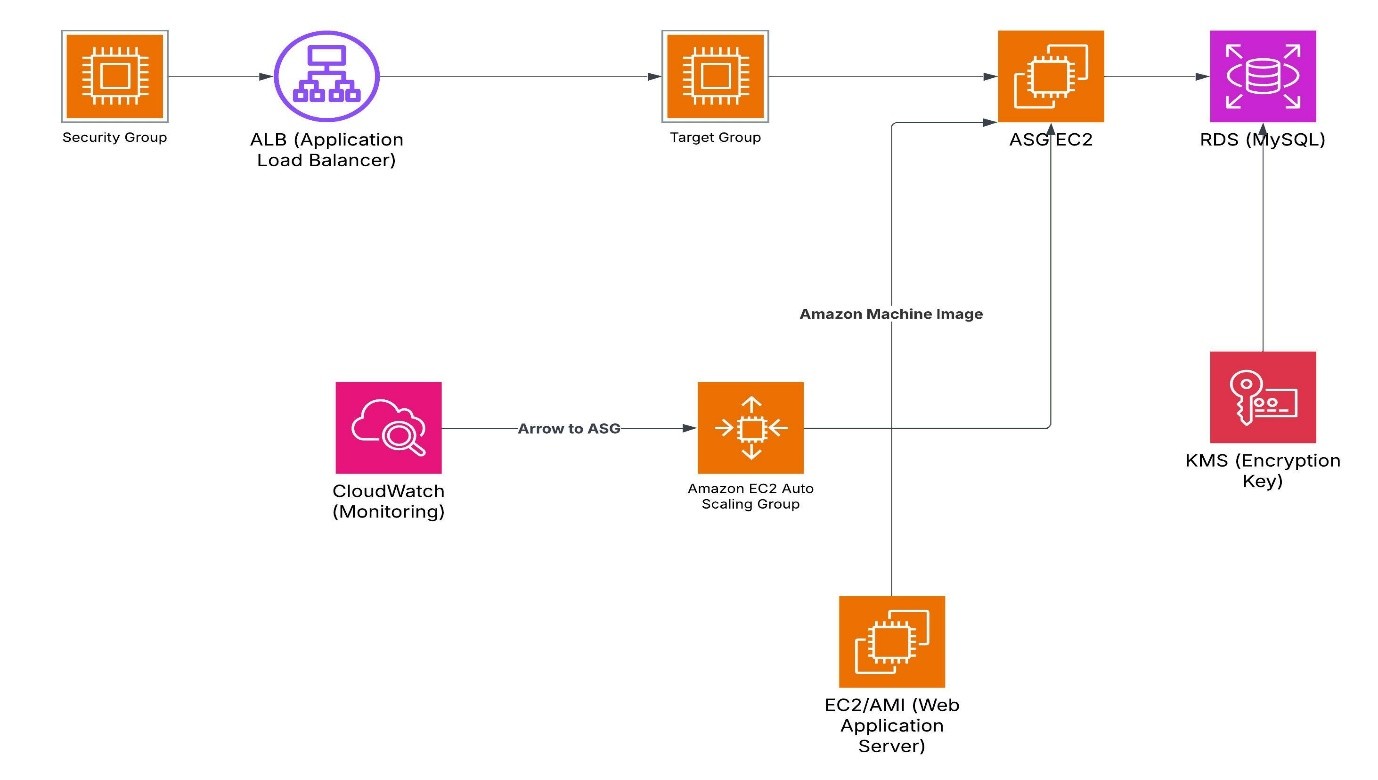 Security Group
ALB (Application
Load Balancer)
Target Group
ASG EC2
RDS (MySQL)
Amazon Machine Image
Arrow to ASG
CloudWatch
(Monitoring)
Amazon EC2 Auto
Scaling Group
KMS (Encryption
Key)
EC2/AMI (Web
Application
Server)